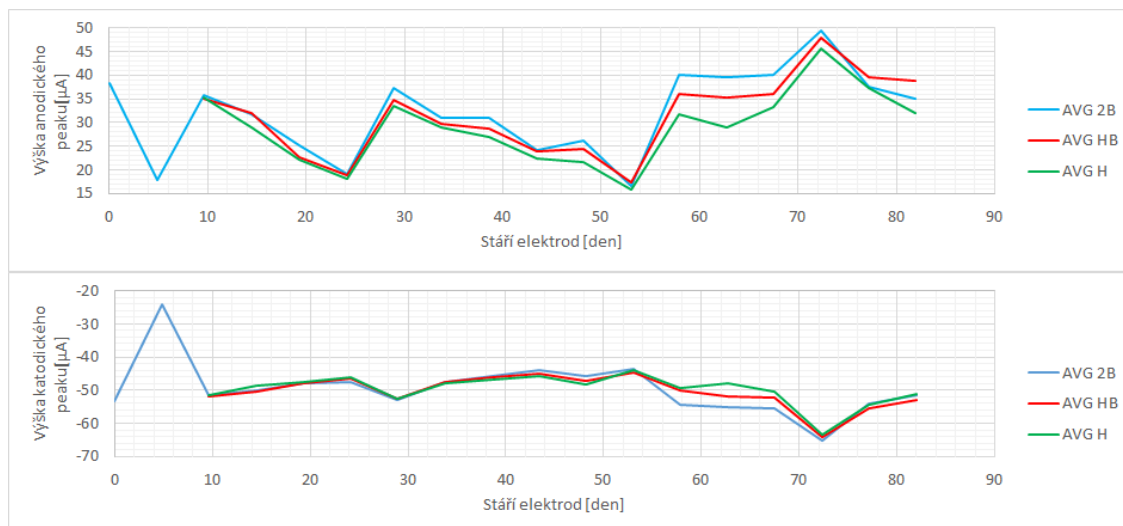 50
45
40
35
30
25
20
15
Výška anodického
peaku[µA]
0 10 20 30 40 50 60 70 80 90
Stáří elektrod [den]
AVG 2B
AVG HB
AVG H
-20
-30
-40
-50
-60
-70
Výška katodického
peaku[µA]
0 10 20 30 40 50 60 70 80 90
Stáří elektrod [den]
AVG 2B
AVG HB
AVG H